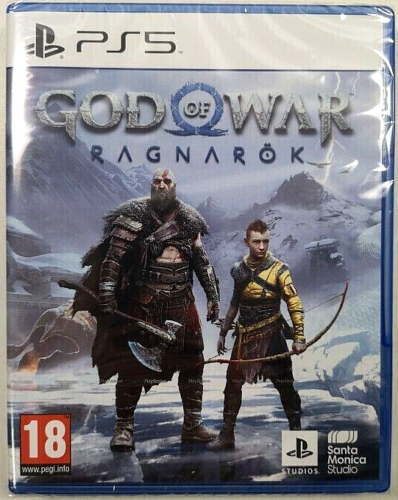 PS5
GOD OF WAR
RAGNARÖK
18
www.pegi.info
STUDIOS
Santa
Monica
Studio